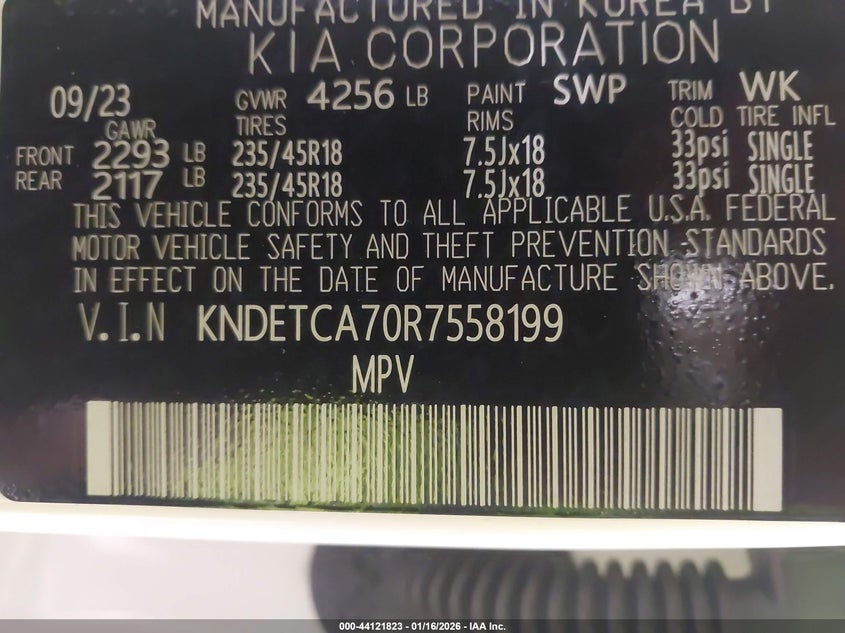 MANUFACTURED IN KOREA BY
KIA CORPORATION
09/23 GVWR 4256 LB PAINT SWP TRIM WK
GAWR TIRES RIMS COLD TIRE INFL
FRONT 2293 LB 235/45R18 7.5Jx18 33psi SINGLE
REAR 2117 LB 235/45R18 7.5Jx18 33psi SINGLE
THIS VEHICLE CONFORMS TO ALL APPLICABLE U.S.A. FEDERAL
MOTOR VEHICLE SAFETY AND THEFT PREVENTION STANDARDS
IN EFFECT ON THE DATE OF MANUFACTURE SHOWN ABOVE.
V.I.N KNDETCA70R7558199
MPV
000-44121823 - 01/16/2026 - IAA Inc.